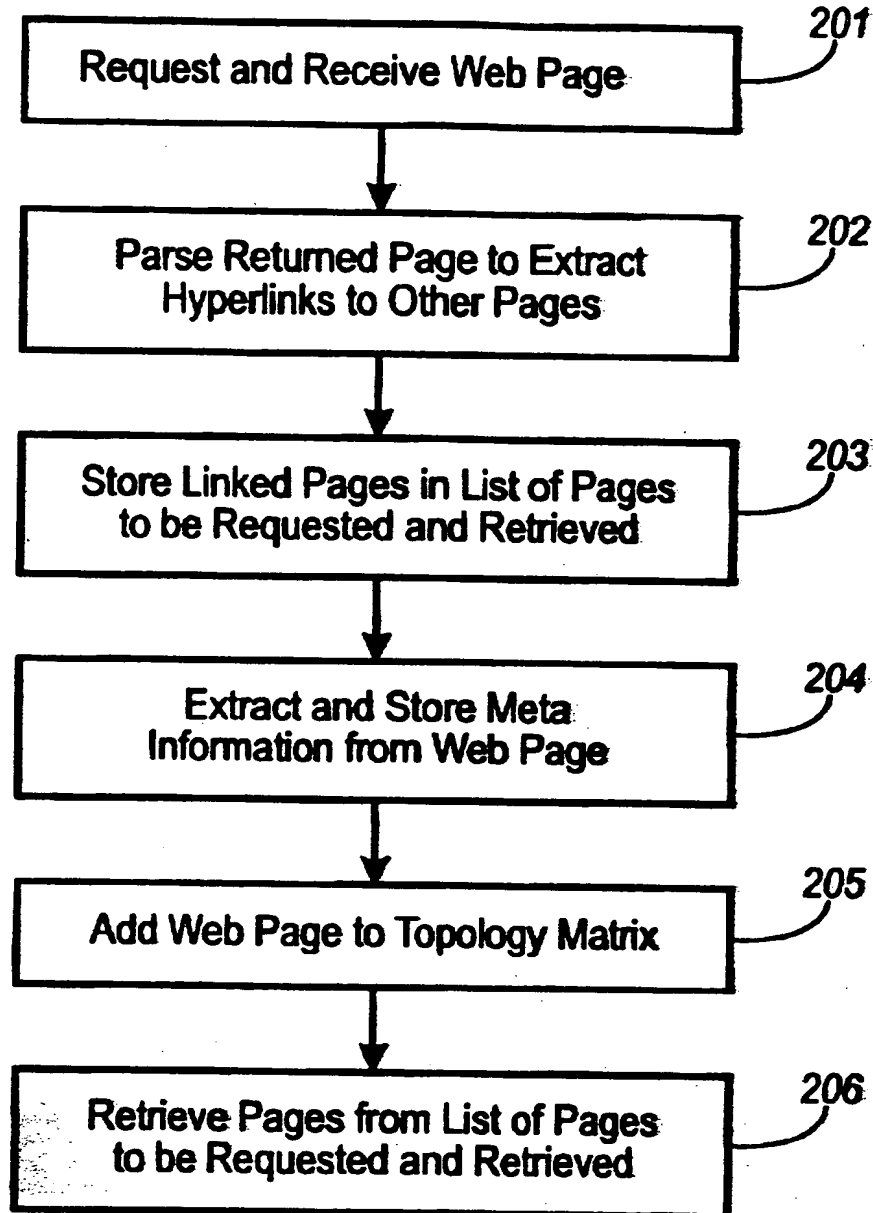 201
Request and Receive Web Page
202
Parse Returned Page to Extract
Hyperlinks to Other Pages
203
Store Linked Pages in List of Pages
to be Requested and Retrieved
204
Extract and Store Meta
Information from Web Page
205
Add Web Page to Topology Matrix
206
Retrieve Pages from List of Pages
to be Requested and Retrieved